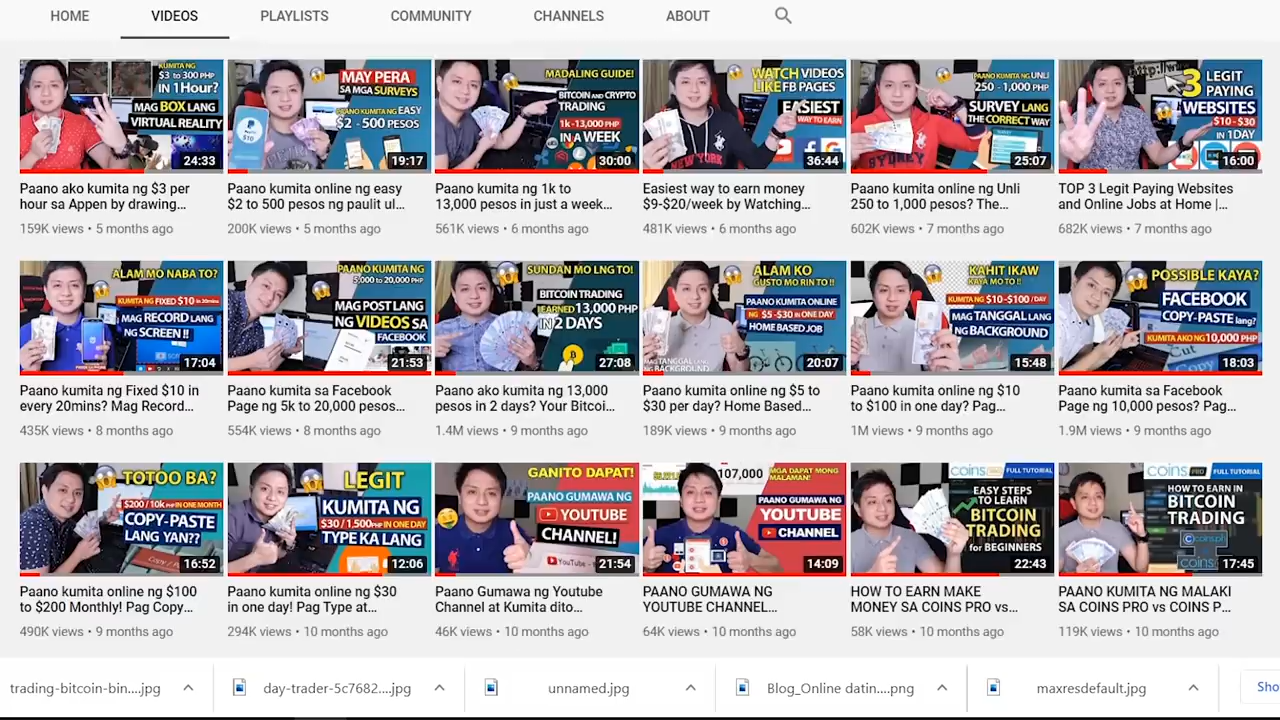 HOME VIDEOS PLAYLISTS COMMUNITY CHANNELS ABOUT
KUMITA NG
$3 to 300 PHP
IN 1Hour?
MAG BOX LANG
VIRTUAL REALITY
24:33
MAY PERA
SA MGA SURVEYS
PAANO KUMITA NG EASY
$2 - 500 PESOS
19:17
MADALING GUIDE!
BITCOIN AND CRYPTO
TRADING
1k -13,000 PHP
IN A WEEK
30:00
WATCH VIDEOS
LIKE FB PAGES
EASIEST
WAY TO EARN
NEW YORK
36:44
PAANO KUMITA NG UNLI
250 - 1,000 PHP
SURVEY LANG
THE CORRECT WAY
SYDNEY
25:07
3 LEGIT
PAYING
WEBSITES
$10-$30
IN 1DAY
16:00
Paano ako kumita ng $3 per
hour sa Appen by drawing...
159K views • 5 months ago
Paano kumita online ng easy
$2 to 500 pesos ng paulit ul...
200K views • 5 months ago
Paano kumita ng 1k to
13,000 pesos in just a week...
561K views • 6 months ago
Easiest way to earn money
$9-$20/week by Watching...
481K views • 6 months ago
Paano kumita online ng Unli
250 to 1,000 pesos? The...
602K views • 7 months ago
TOP 3 Legit Paying Websites
and Online Jobs at Home |...
682K views • 7 months ago
ALAM MO NABA TO?
KUMITA NG FIXED $10 in 20mins
MAG RECORD LANG
NG SCREEN !!
17:04
PAANO KUMITA NG
5,000 to 20,000 PHP
MAG POST LANG
NG VIDEOS SA
FACEBOOK
21:53
SUNDAN MO LNG TO!
BITCOIN TRADING
EARNED 13,000 PHP
IN 2 DAYS
27:08
ALAM KO
GUSTO MO RIN TO !!
PAANO KUMITA ONLINE
NG $5 -$30 IN ONE DAY
HOME BASED JOB
MAG TANGGAL LANG
NG BACKGROUND
20:07
KAHIT IKAW
KAYA MO TO !!
KUMITA NG $10-$100 /DAY
MAG TANGGAL LANG
NG BACKGROUND
15:48
POSSIBLE KAYA?
FACEBOOK
COPY-PASTE lang?
KUMITA AKO NG 10,000 PHP
18:03
Paano kumita ng Fixed $10 in
every 20mins? Mag Record...
435K views • 8 months ago
Paano kumita sa Facebook
Page ng 5k to 20,000 pesos...
554K views • 8 months ago
Paano ako kumita ng 13,000
pesos in 2 days? Your Bitcoi...
1.4M views • 9 months ago
Paano kumita online ng $5 to
$30 per day? Home Based...
189K views • 9 months ago
Paano kumita online ng $10
to $100 in one day? Pag...
1M views • 9 months ago
Paano kumita sa Facebook
Page ng 10,000 pesos? Pag...
1.9M views • 9 months ago
TOTOO BA?
$200 / 10k PHP IN ONE MONTH
COPY-PASTE
LANG YAN??
16:52
LEGIT
KUMITA NG
$30 / 1,500PHP IN ONE DAY
TYPE KA LANG
12:06
GANITO DAPAT!
PAANO GUMAWA NG
YOUTUBE
CHANNEL!
YouTube
21:54
107,000
MGA DAPAT MONG
MALAMAN!
PAANO GUMAWA NG
YOUTUBE
CHANNEL
14:09
coins PRO FULL TUTORIAL
EASY STEPS
TO LEARN
BITCOIN
TRADING
for BEGINNERS
22:43
coins PRO FULL TUTORIAL
HOW TO EARN IN
BITCOIN
TRADING
coins.ph
coins
17:45
Paano kumita online ng $100
to $200 Monthly! Pag Copy...
490K views • 9 months ago
Paano kumita online ng $30
in one day! Pag Type at...
294K views • 10 months ago
Paano Gumawa ng Youtube
Channel at Kumita dito...
46K views • 10 months ago
PAANO GUMAWA NG
YOUTUBE CHANNEL...
64K views • 10 months ago
HOW TO EARN MAKE
MONEY SA COINS PRO vs...
58K views • 10 months ago
PAANO KUMITA NG MALAKI
SA COINS PRO vs COINS P...
119K views • 10 months ago
trading-bitcoin-bin....jpg day-trader-5c7682....jpg unnamed.jpg Blog_Online datin....png maxresdefault.jpg Sho